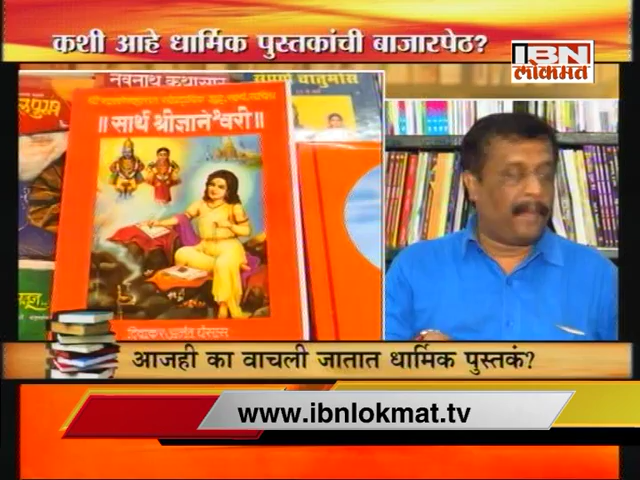 कशी आहे धार्मिक पुस्तकांची बाजारपेठ?
IBN
लोकमत
नवनाथ कथासार
संपूर्ण चातुर्मास
॥ सार्थ श्रीज्ञानेश्वरी॥
आजही का वाचली जातात धार्मिक पुस्तकं?
www.ibnlokmat.tv